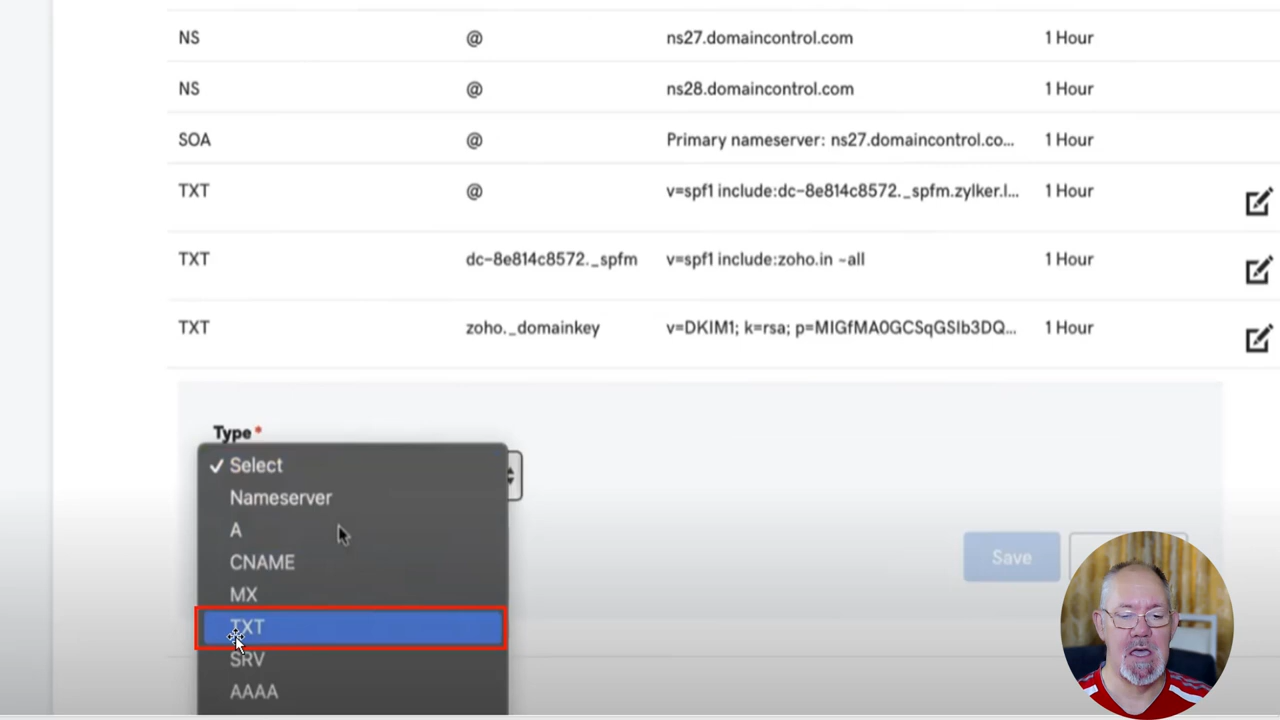 NS @ ns27.domaincontrol.com 1 Hour
NS @ ns28.domaincontrol.com 1 Hour
SOA @ Primary nameserver: ns27.domaincontrol.co... 1 Hour
TXT @ v=spf1 include:dc-8e814c8572._spfm.zylker.l... 1 Hour
TXT dc-8e814c8572._spfm v=spf1 include:zoho.in ~all 1 Hour
TXT zoho._domainkey v=DKIM1; k=rsa; p=MIGfMA0GCSqGSIb3DQ... 1 Hour
Type *
Select
Nameserver
A
CNAME
MX
TXT
SRV
AAAA
Save